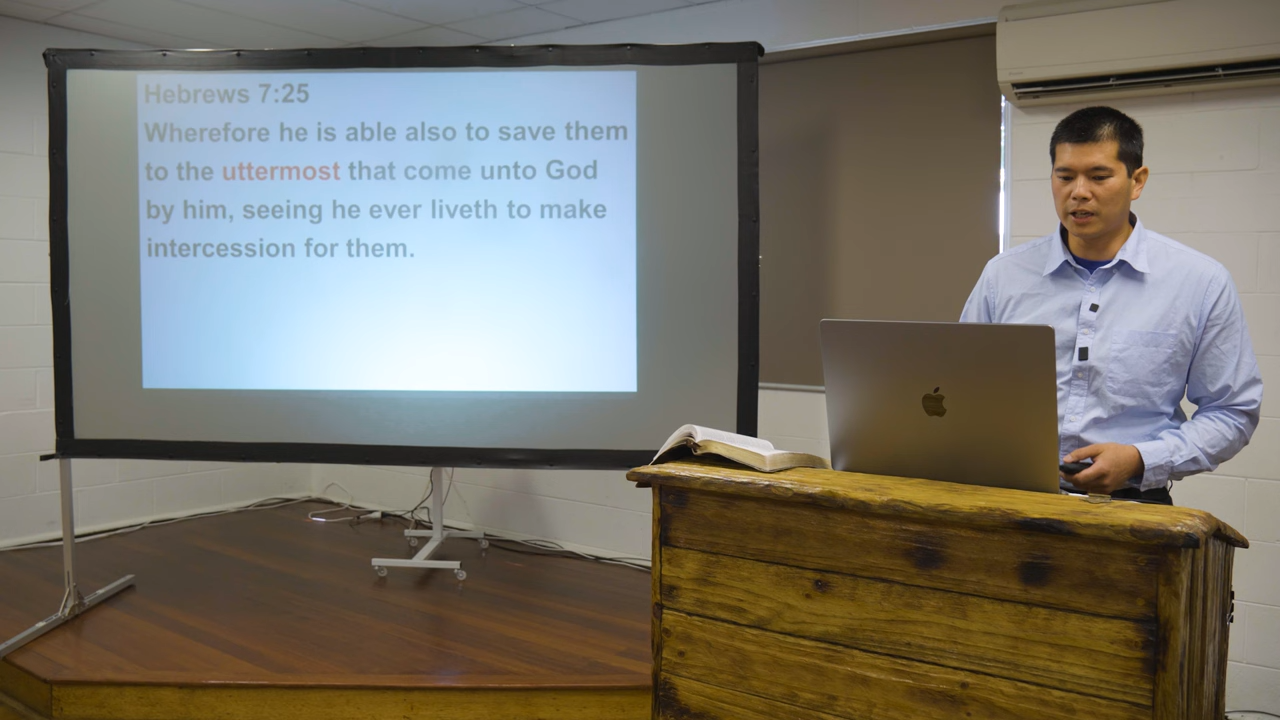 Hebrews 7:25
Wherefore he is able also to save them
to the uttermost that come unto God
by him, seeing he ever liveth to make
intercession for them.